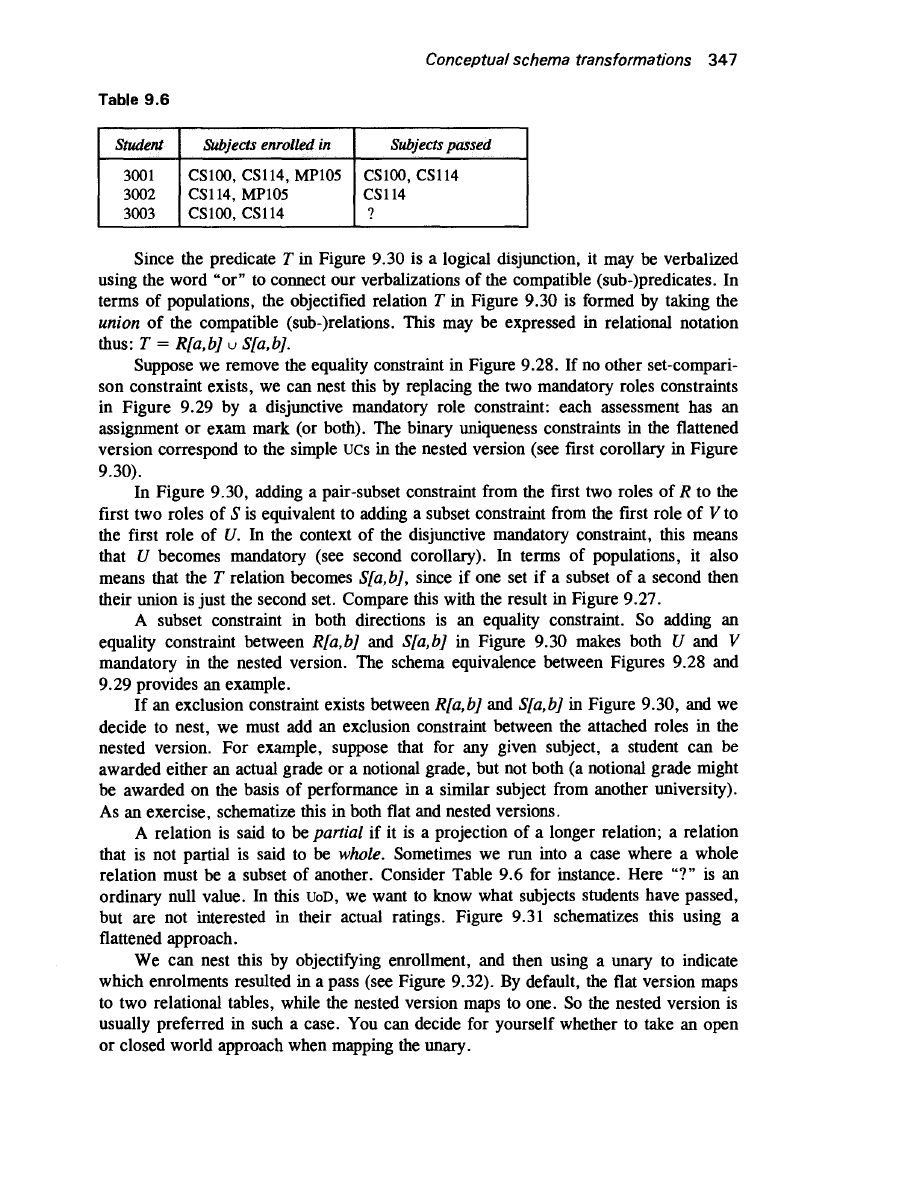 Conceptual schema transformations 347
Table 9.6
Student Subjects enrolled in Subjects passed
3001 CS100, CS114, MP105 CS100, CS114
3002 CS114, MP105 CS114
3003 CS100, CS114 ?
Since the predicate T in Figure 9.30 is a logical disjunction, it may be verbalized
using the word "or" to connect our verbalizations of the compatible (sub-)predicates. In
terms of populations, the objectified relation T in Figure 9.30 is formed by taking the
union of the compatible (sub-)relations. This may be expressed in relational notation
thus: T = R[a,b] ∪ S[a,b].
Suppose we remove the equality constraint in Figure 9.28. If no other set-compari-
son constraint exists, we can nest this by replacing the two mandatory roles constraints
in Figure 9.29 by a disjunctive mandatory role constraint: each assessment has an
assignment or exam mark (or both). The binary uniqueness constraints in the flattened
version correspond to the simple UCs in the nested version (see first corollary in Figure
9.30).
In Figure 9.30, adding a pair-subset constraint from the first two roles of R to the
first two roles of S is equivalent to adding a subset constraint from the first role of V to
the first role of U. In the context of the disjunctive mandatory constraint, this means
that U becomes mandatory (see second corollary). In terms of populations, it also
means that the T relation becomes S[a,b], since if one set if a subset of a second then
their union is just the second set. Compare this with the result in Figure 9.27.
A subset constraint in both directions is an equality constraint. So adding an
equality constraint between R[a,b] and S[a,b] in Figure 9.30 makes both U and V
mandatory in the nested version. The schema equivalence between Figures 9.28 and
9.29 provides an example.
If an exclusion constraint exists between R[a,b] and S[a,b] in Figure 9.30, and we
decide to nest, we must add an exclusion constraint between the attached roles in the
nested version. For example, suppose that for any given subject, a student can be
awarded either an actual grade or a notional grade, but not both (a notional grade might
be awarded on the basis of performance in a similar subject from another university).
As an exercise, schematize this in both flat and nested versions.
A relation is said to be partial if it is a projection of a longer relation; a relation
that is not partial is said to be whole. Sometimes we run into a case where a whole
relation must be a subset of another. Consider Table 9.6 for instance. Here "?" is an
ordinary null value. In this UoD, we want to know what subjects students have passed,
but are not interested in their actual ratings. Figure 9.31 schematizes this using a
flattened approach.
We can nest this by objectifying enrollment, and then using a unary to indicate
which enrolments resulted in a pass (see Figure 9.32). By default, the flat version maps
to two relational tables, while the nested version maps to one. So the nested version is
usually preferred in such a case. You can decide for yourself whether to take an open
or closed world approach when mapping the unary.